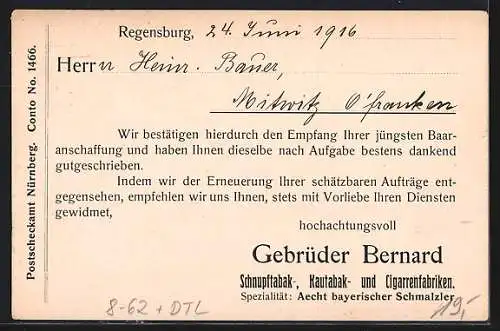 Regensburg, 24. Juni 1916
Herrn Heinr. Bauer,
Mitwitz O'franken
Wir bestätigen hierdurch den Empfang Ihrer jüngsten Baar-
anschaffung und haben Ihnen dieselbe nach Aufgabe bestens dankend
gutgeschrieben.
Indem wir der Erneuerung Ihrer schätzbaren Aufträge ent-
gegensehen, empfehlen wir uns Ihnen, stets mit Vorliebe Ihren Diensten
gewidmet,
hochachtungsvoll
Gebrüder Bernard
Schnupftabak-, Kautabak- und Cigarrenfabriken.
Spezialität: Aecht bayerischer Schmalzler.
Postscheckamt Nürnberg. Conto No. 1466.
8-62 + DTL
19,-